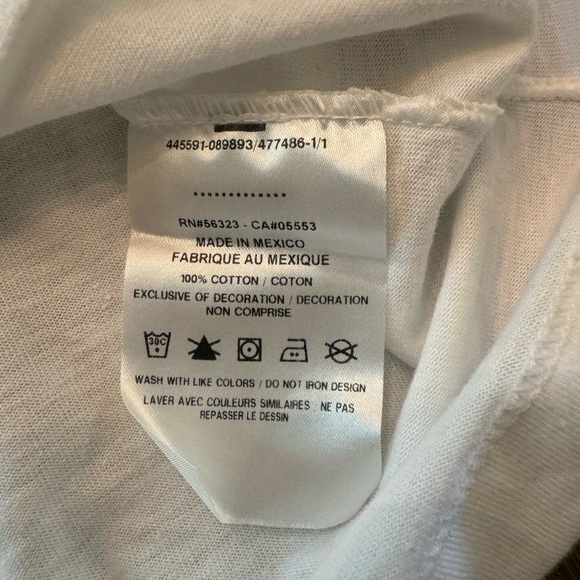 445591-089893/477486-1/1
.............
RN#56323 - CA#05553
MADE IN MEXICO
FABRIQUE AU MEXIQUE
100% COTTON / COTON
EXCLUSIVE OF DECORATION / DECORATION
NON COMPRISE
30C
WASH WITH LIKE COLORS / DO NOT IRON DESIGN
LAVER AVEC COULEURS SIMILAIRES : NE PAS
REPASSER LE DESSIN